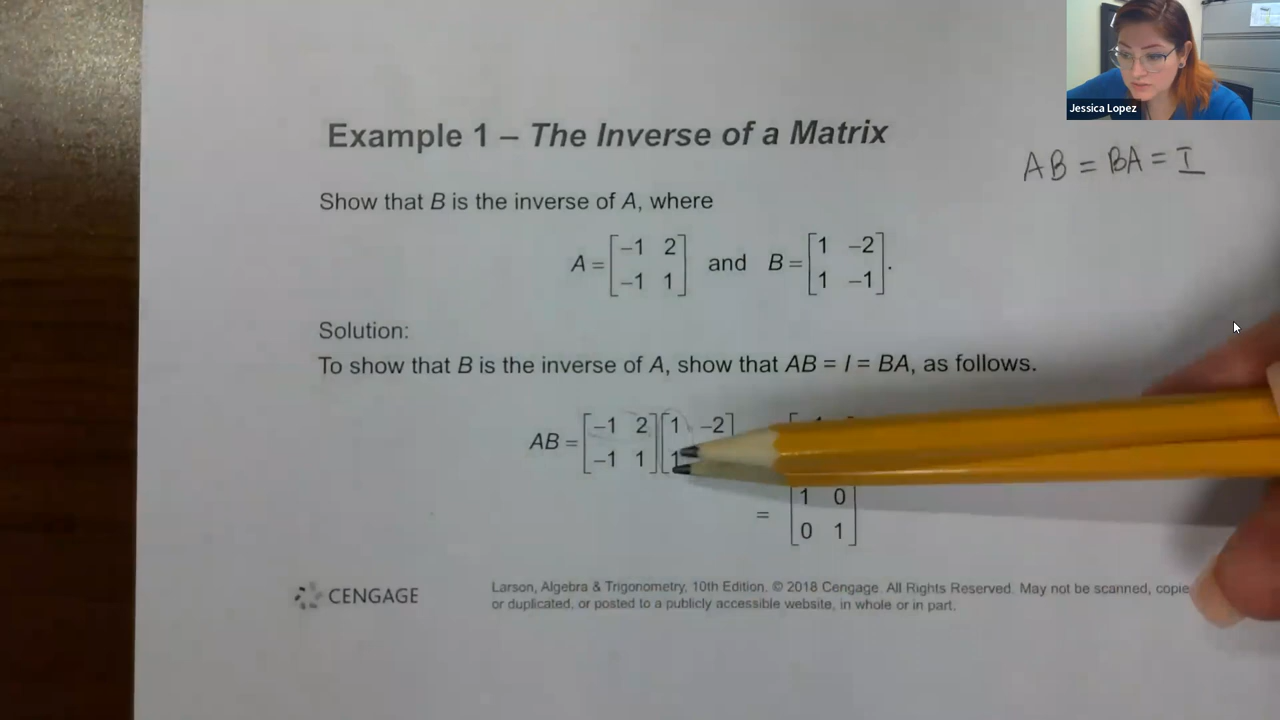 Jessica Lopez
Example 1 – The Inverse of a Matrix
AB = BA = I
Show that B is the inverse of A, where
A = [−1 2] and B = [1 −2].
[−1 1] [1 −1]
Solution:
To show that B is the inverse of A, show that AB = I = BA, as follows.
AB = [−1 2][1 −2]
[−1 1][1
= [1 0]
[0 1]
CENGAGE
Larson, Algebra & Trigonometry, 10th Edition. © 2018 Cengage. All Rights Reserved. May not be scanned, copie
or duplicated, or posted to a publicly accessible website, in whole or in part.